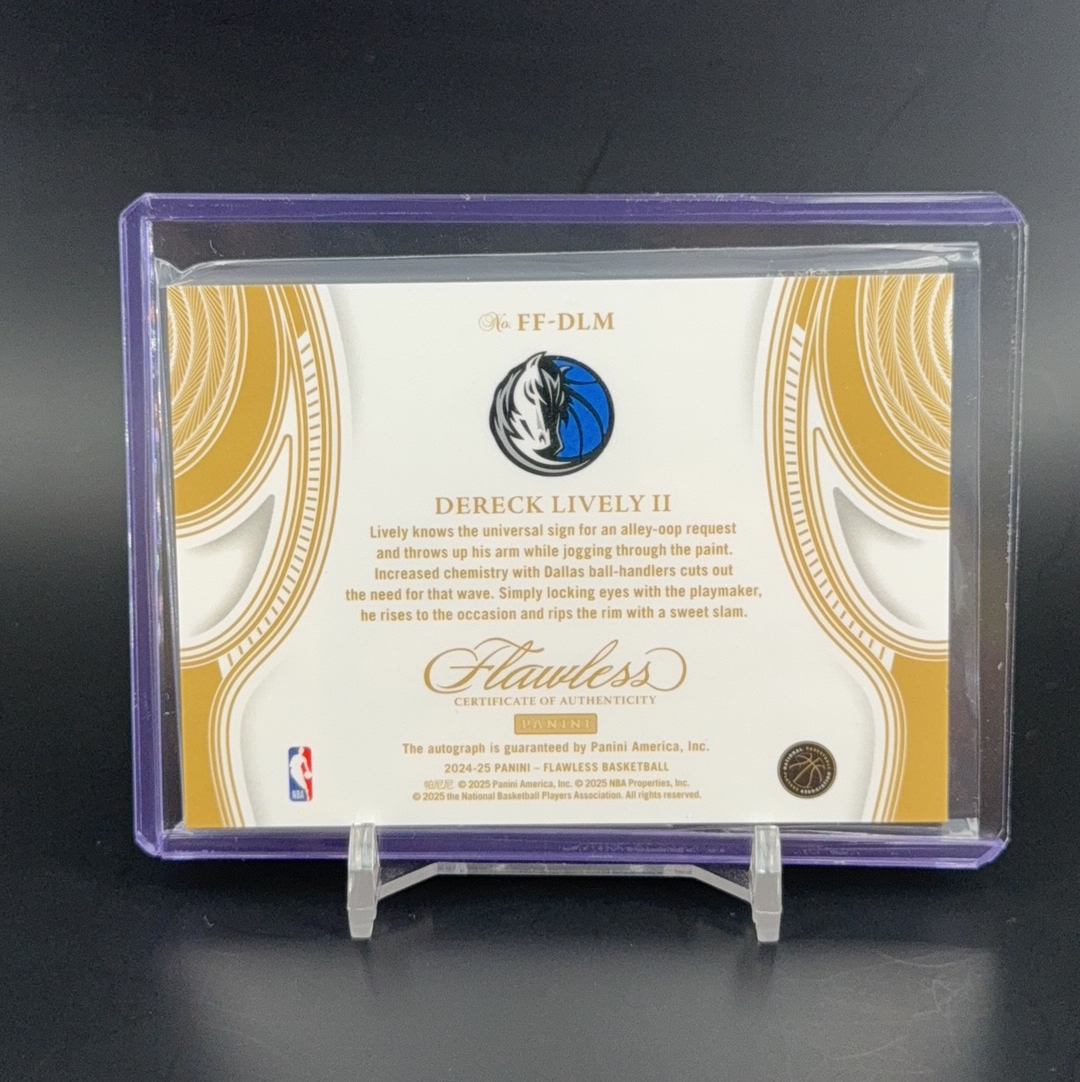 No. FF-DLM
DERECK LIVELY II
Lively knows the universal sign for an alley-oop request
and throws up his arm while jogging through the paint.
Increased chemistry with Dallas ball-handlers cuts out
the need for that wave. Simply locking eyes with the playmaker,
he rises to the occasion and rips the rim with a sweet slam.
Flawless
CERTIFICATE OF AUTHENTICITY
PANINI
The autograph is guaranteed by Panini America, Inc.
2024-25 PANINI – FLAWLESS BASKETBALL
帕尼尼 © 2025 Panini America, Inc. © 2025 NBA Properties, Inc.
© 2025 the National Basketball Players Association. All rights reserved.
NBA